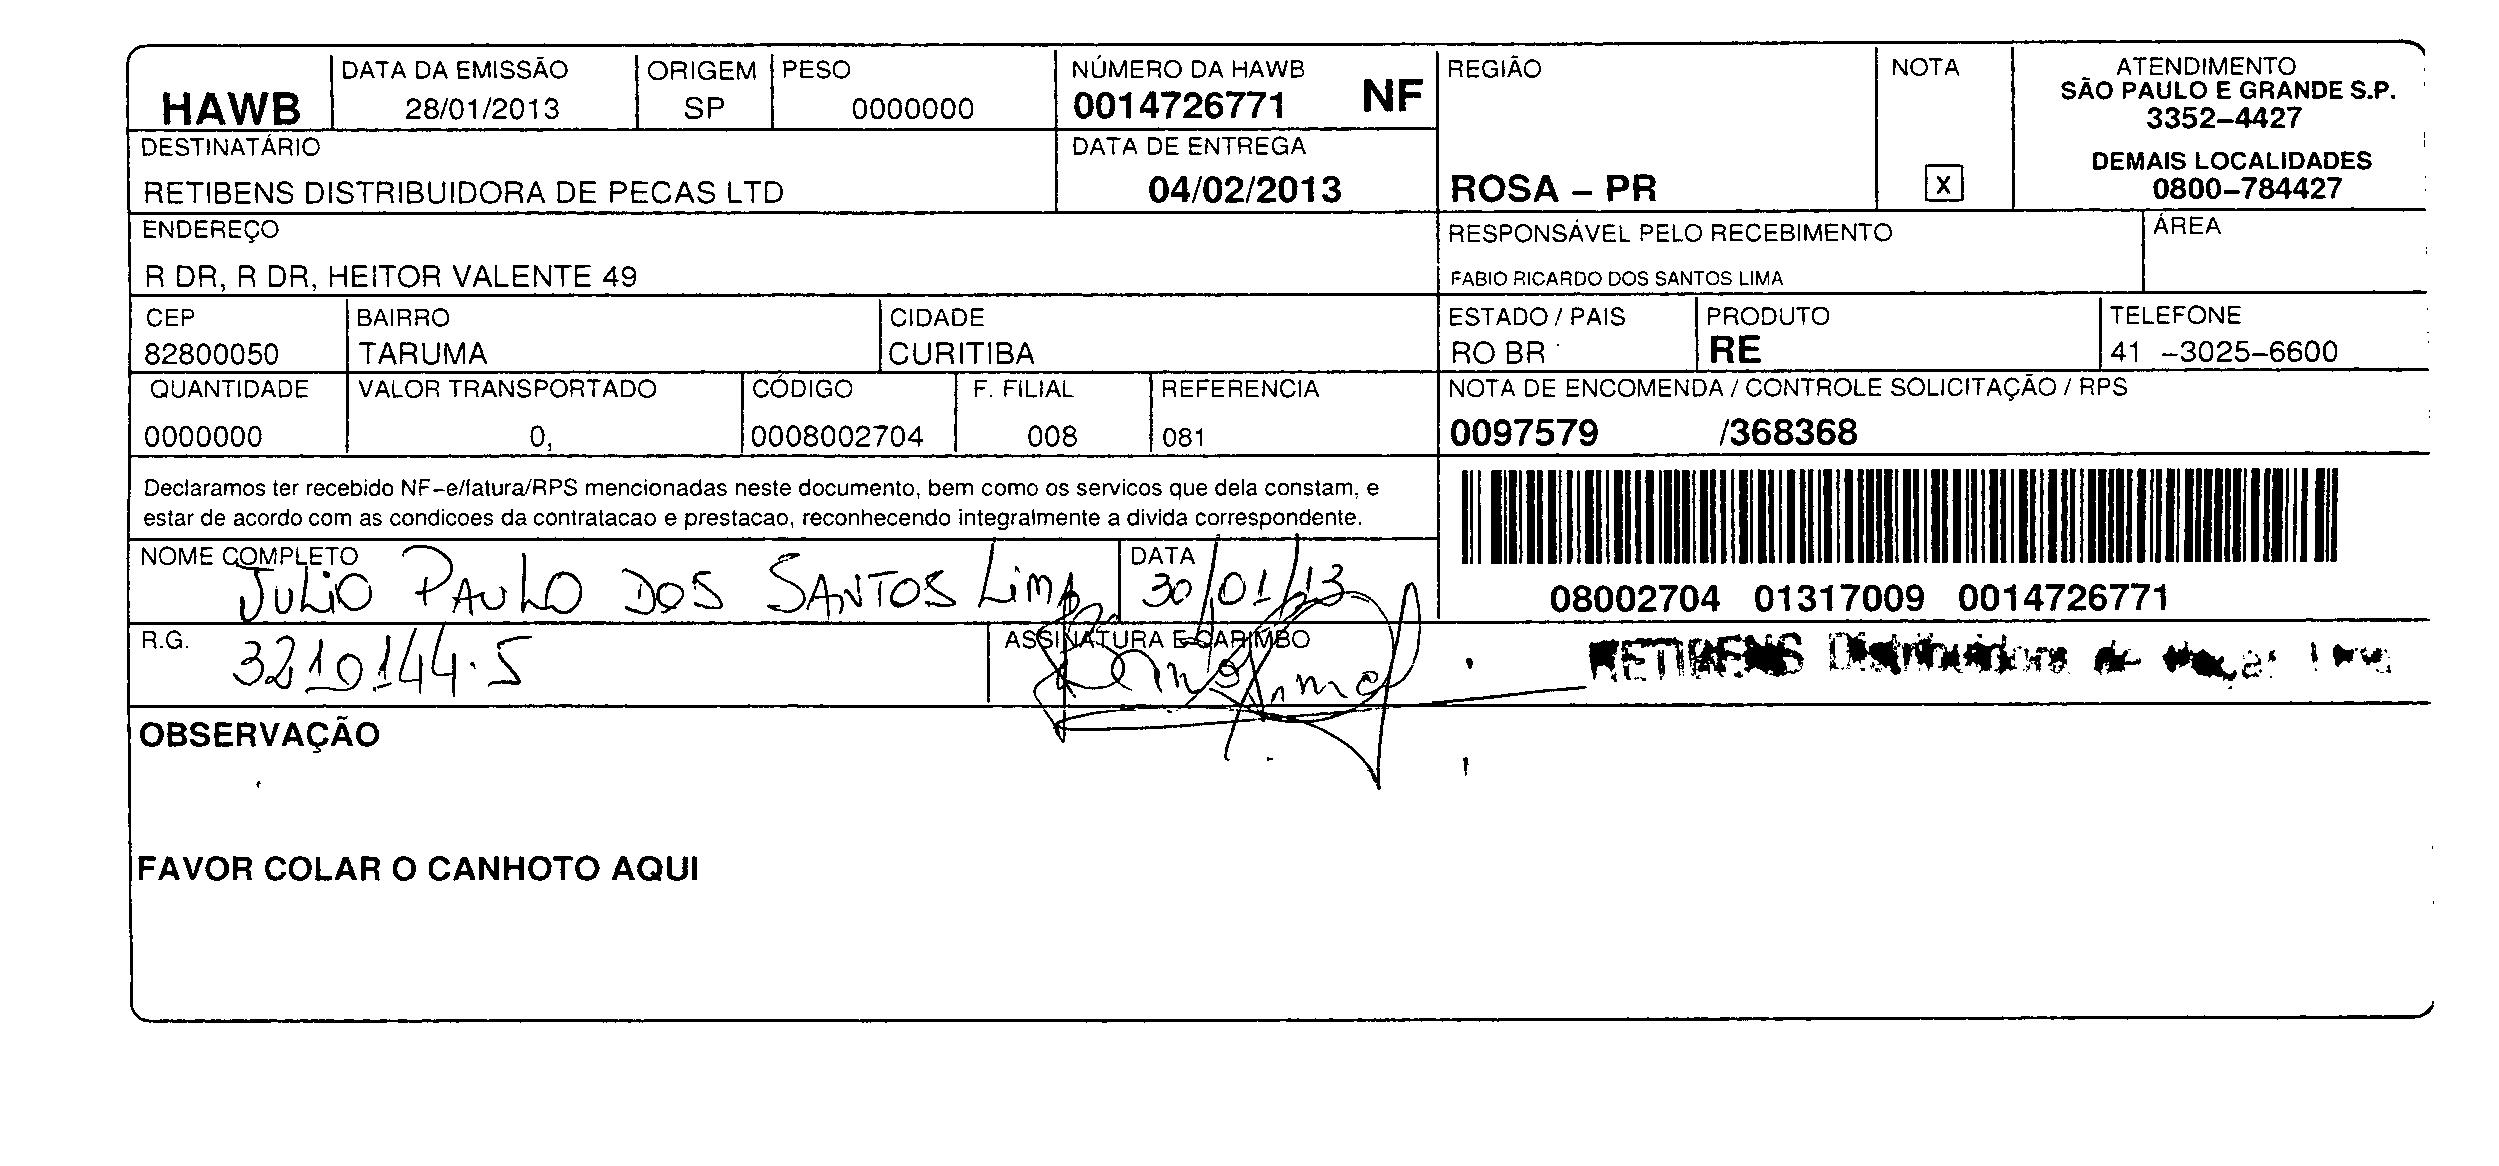 HAWB
DATA DA EMISSÃO
28/01/2013
ORIGEM
SP
PESO
0000000
NÚMERO DA HAWB
0014726771 NF
REGIÃO
ROSA – PR
NOTA
X
ATENDIMENTO
SÃO PAULO E GRANDE S.P.
3352–4427
DEMAIS LOCALIDADES
0800–784427
DESTINATÁRIO
RETIBENS DISTRIBUIDORA DE PECAS LTD
DATA DE ENTREGA
04/02/2013
ENDEREÇO
R DR, R DR, HEITOR VALENTE 49
RESPONSÁVEL PELO RECEBIMENTO
FABIO RICARDO DOS SANTOS LIMA
ÁREA
CEP
82800050
BAIRRO
TARUMA
CIDADE
CURITIBA
ESTADO / PAIS
RO BR
PRODUTO
RE
TELEFONE
41 –3025–6600
QUANTIDADE
0000000
VALOR TRANSPORTADO
0,
CÓDIGO
0008002704
F. FILIAL
008
REFERENCIA
081
NOTA DE ENCOMENDA / CONTROLE SOLICITAÇÃO / RPS
0097579 /368368
Declaramos ter recebido NF–e/fatura/RPS mencionadas neste documento, bem como os servicos que dela constam, e
estar de acordo com as condicoes da contratacao e prestacao, reconhecendo integralmente a divida correspondente.
08002704 01317009 0014726771
NOME COMPLETO
JULIO PAULO DOS SANTOS LIMA
DATA
30/01/13
R.G.
3210144.5
ASSINATURA E CARIMBO
RETIBENS Distribuidora de
OBSERVAÇÃO
FAVOR COLAR O CANHOTO AQUI